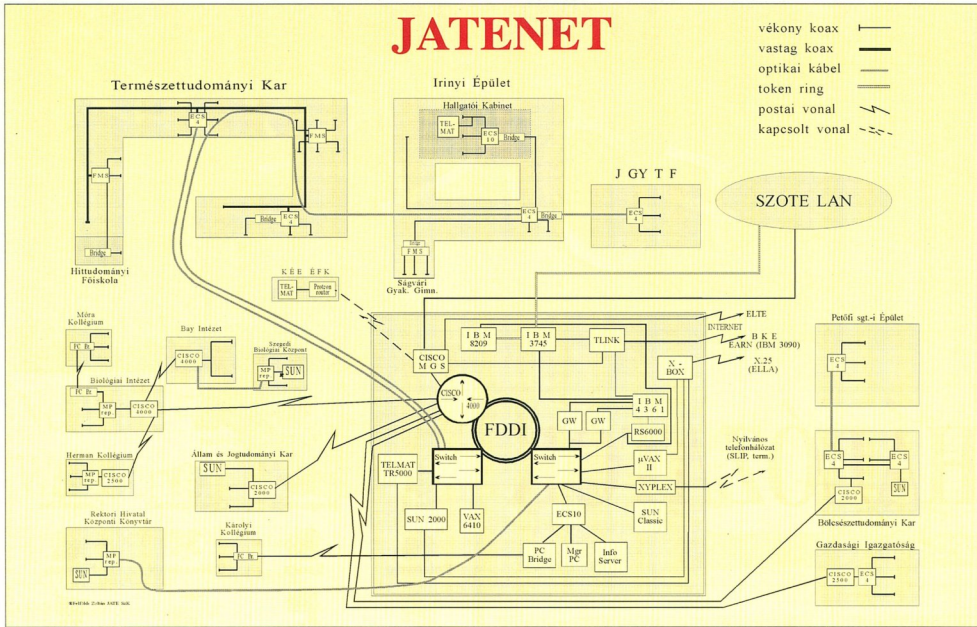 JATENET
vékony koax
vastag koax
optikai kábel
token ring
postai vonal
kapcsolt vonal
Természettudományi Kar
ECS
4
FMS
FMS
Bridge
ECS
4
Bridge
Hittudományi
Főiskola
Irinyi Épület
Hallgatói Kabinet
TEL-
MAT
ECS
10
Bridge
ECS
4
Bridge
FMS
Ságvári
Gyak. Gimn.
J GY T F
ECS
4
SZOTE LAN
KÉE ÉFK
TEL-
MAT
Proteon
router
Móra
Kollégium
PC Br.
Bay Intézet
CISCO
4000
Szegedi
Biológiai Központ
MP
rep.
SUN
Biológiai Intézet
PC Br.
MP
rep.
CISCO
4000
Herman Kollégium
MP
rep.
CISCO
2500
Állam és Jogtudományi Kar
SUN
CISCO
2000
Rektori Hivatal
Központi Könyvtár
MP
rep.
SUN
Károlyi
Kollégium
PC Br.
CISCO
M G S
IBM
8209
IBM
3745
TLINK
X -
BOX
ELTE
INTERNET
B K E
EARN (IBM 3090)
X.25
(ELLA)
CISCO
4000
FDDI
GW
GW
I B M
4 3 6 1
RS6000
Switch
Switch
TELMAT
TR5000
µVAX
II
XYPLEX
Nyilvános
telefonhálózat
(SLIP, term.)
SUN 2000
VAX
6410
ECS10
SUN
Classic
PC
Bridge
Mgr
PC
Info
Server
Petőfi sgt.-i Épület
ECS
4
ECS
4
ECS
4
CISCO
2000
SUN
Bölcsészettudományi Kar
Gazdasági Igazgatóság
CISCO
2500
ECS
4